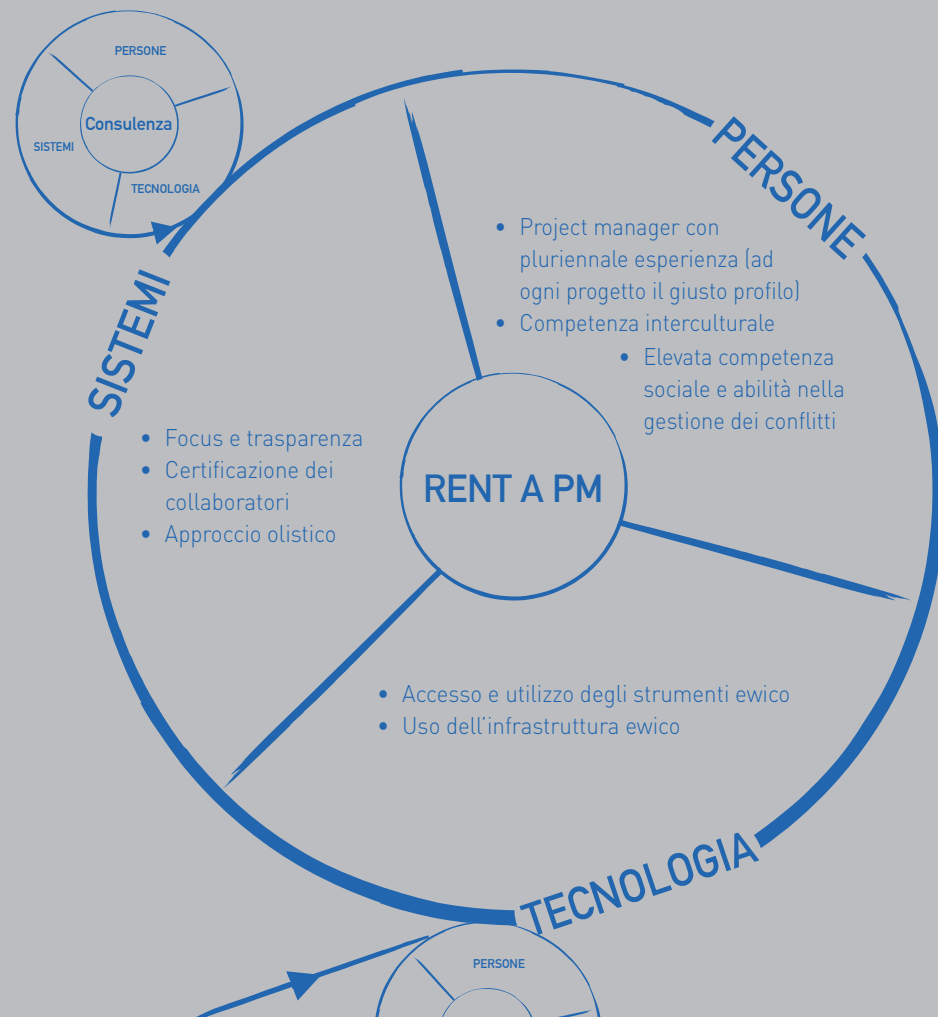 PERSONE
Consulenza
SISTEMI
TECNOLOGIA
PERSONE
• Project manager con
pluriennale esperienza (ad
ogni progetto il giusto profilo)
• Competenza interculturale
• Elevata competenza
sociale e abilità nella
gestione dei conflitti
SISTEMI
• Focus e trasparenza
• Certificazione dei
collaboratori
• Approccio olistico
RENT A PM
• Accesso e utilizzo degli strumenti ewico
• Uso dell'infrastruttura ewico
TECNOLOGIA
PERSONE